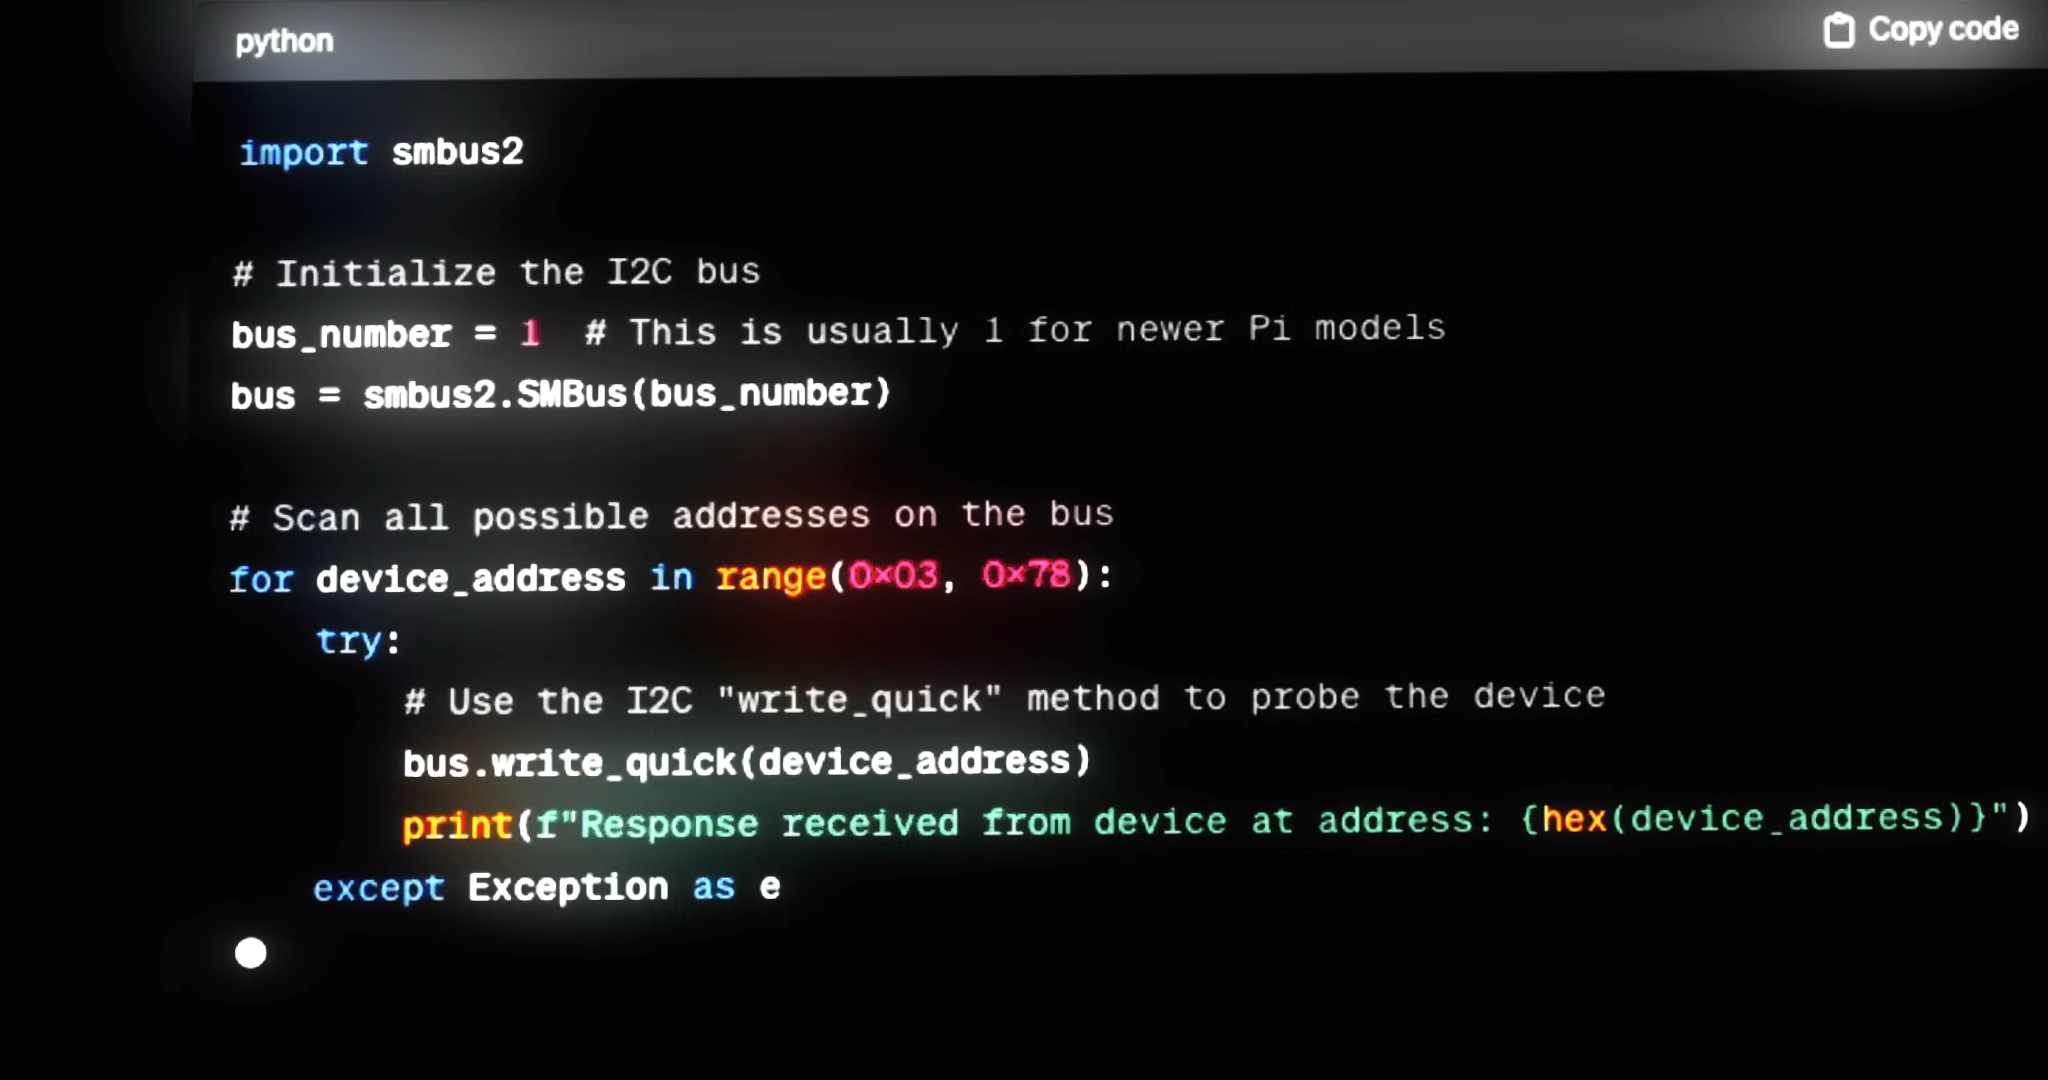 python
Copy code
import smbus2
# Initialize the I2C bus
bus_number = 1  # This is usually 1 for newer Pi models
bus = smbus2.SMBus(bus_number)
# Scan all possible addresses on the bus
for device_address in range(0x03, 0x78):
    try:
        # Use the I2C "write_quick" method to probe the device
        bus.write_quick(device_address)
        print(f"Response received from device at address: {hex(device_address)}")
    except Exception as e